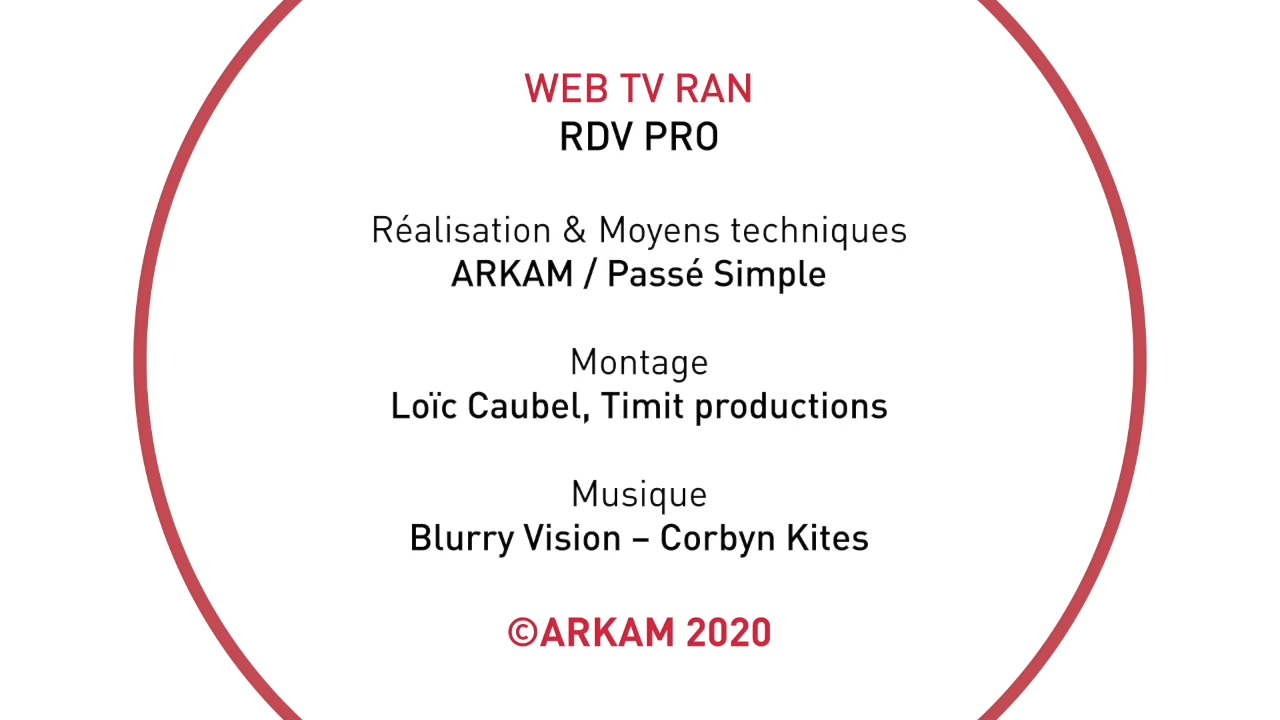 WEB TV RAN
RDV PRO
Réalisation & Moyens techniques
ARKAM / Passé Simple
Montage
Loïc Caubel, Timit productions
Musique
Blurry Vision – Corbyn Kites
©ARKAM 2020